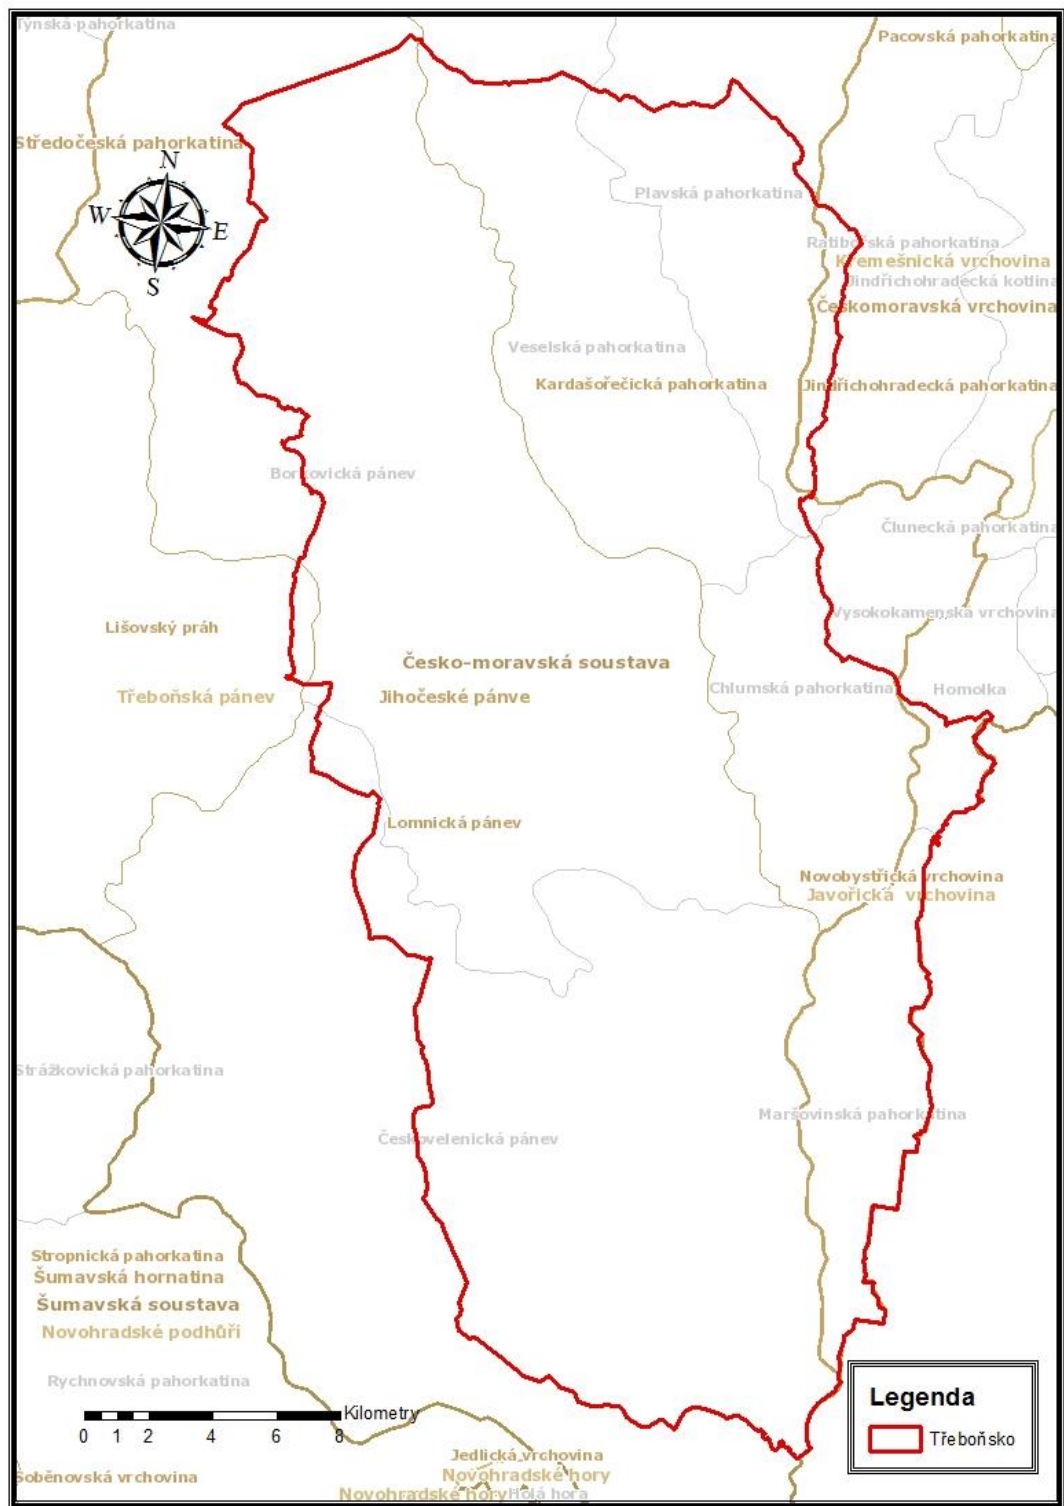 Týnská pahorkatina
Pacovská pahorkatina
Středočeská pahorkatina
N
W
E
S
Plavská pahorkatina
Ratibořská pahorkatina
Křemešnická vrchovina
Jindřichohradecká kotlina
Českomoravská vrchovina
Veselská pahorkatina
Kardašořečická pahorkatina
Jindřichohradecká pahorkatina
Borkovická pánev
Člunecká pahorkatina
Vysokokamenská vrchovina
Lišovský práh
Česko-moravská soustava
Třeboňská pánev
Jihočeské pánve
Chlumská pahorkatina
Homolka
Lomnická pánev
Novobystřická vrchovina
Javořická vrchovina
Strážkovická pahorkatina
Maršovinská pahorkatina
Českovelenická pánev
Stropnická pahorkatina
Šumavská hornatina
Šumavská soustava
Novohradské podhůří
Rychnovská pahorkatina
Kilometry
0 1 2 4 6 8
Legenda
Třeboňsko
Jedlická vrchovina
Novohradské hory
Soběnovská vrchovina
Novohradské hory
Holá hora